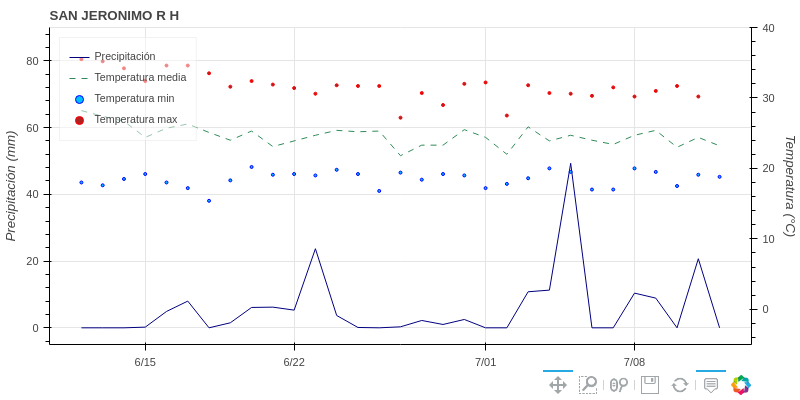 SAN JERONIMO R H
Precipitación
Temperatura media
Temperatura min
Temperatura max
Precipitación (mm)
80
60
40
20
0
Temperatura (°C)
40
30
20
10
0
6/15
6/22
7/01
7/08